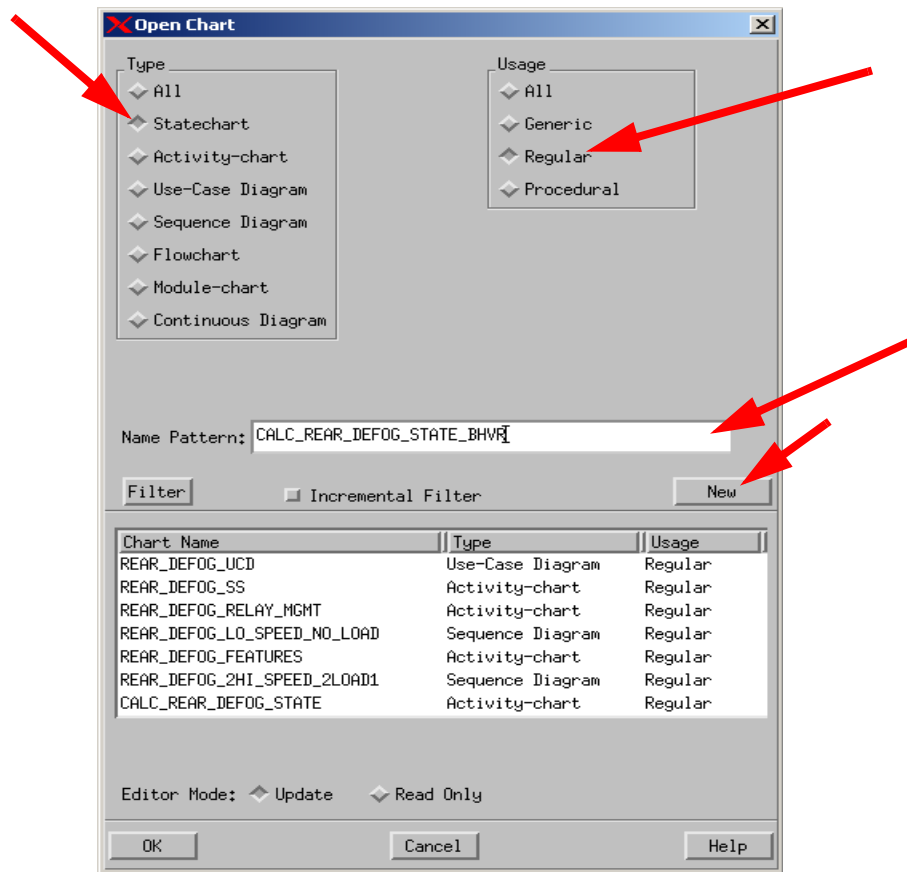 Open Chart
Type
All
Statechart
Activity-chart
Use-Case Diagram
Sequence Diagram
Flowchart
Module-chart
Continuous Diagram
Usage
All
Generic
Regular
Procedural
Name Pattern: CALC_REAR_DEFOG_STATE_BHVR
Filter Incremental Filter New
Chart Name Type Usage
REAR_DEFOG_UCD Use-Case Diagram Regular
REAR_DEFOG_SS Activity-chart Regular
REAR_DEFOG_RELAY_MGMT Activity-chart Regular
REAR_DEFOG_LO_SPEED_NO_LOAD Sequence Diagram Regular
REAR_DEFOG_FEATURES Activity-chart Regular
REAR_DEFOG_2HI_SPEED_2LOAD1 Sequence Diagram Regular
CALC_REAR_DEFOG_STATE Activity-chart Regular
Editor Mode: Update Read Only
OK Cancel Help